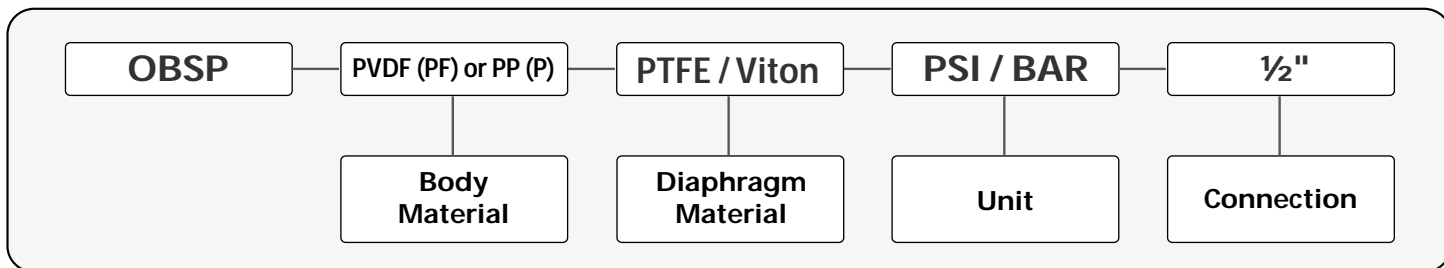 OBSP
PVDF (PF) or PP (P)
PTFE / Viton
PSI / BAR
½"
Body
Material
Diaphragm
Material
Unit
Connection